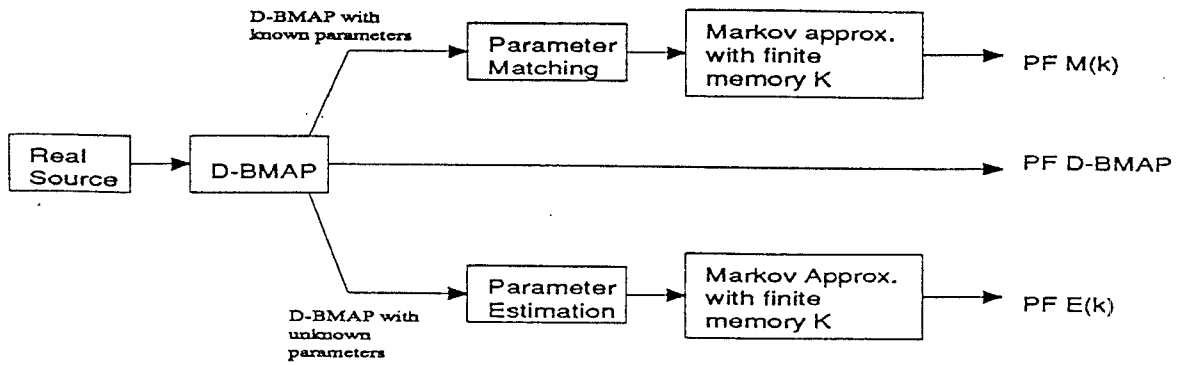 D-BMAP with
known parameters
Parameter
Matching
Markov approx.
with finite
memory K
PF M(k)
Real
Source
D-BMAP
PF D-BMAP
Parameter
Estimation
Markov Approx.
with finite
memory K
PF E(k)
D-BMAP with
unknown
parameters